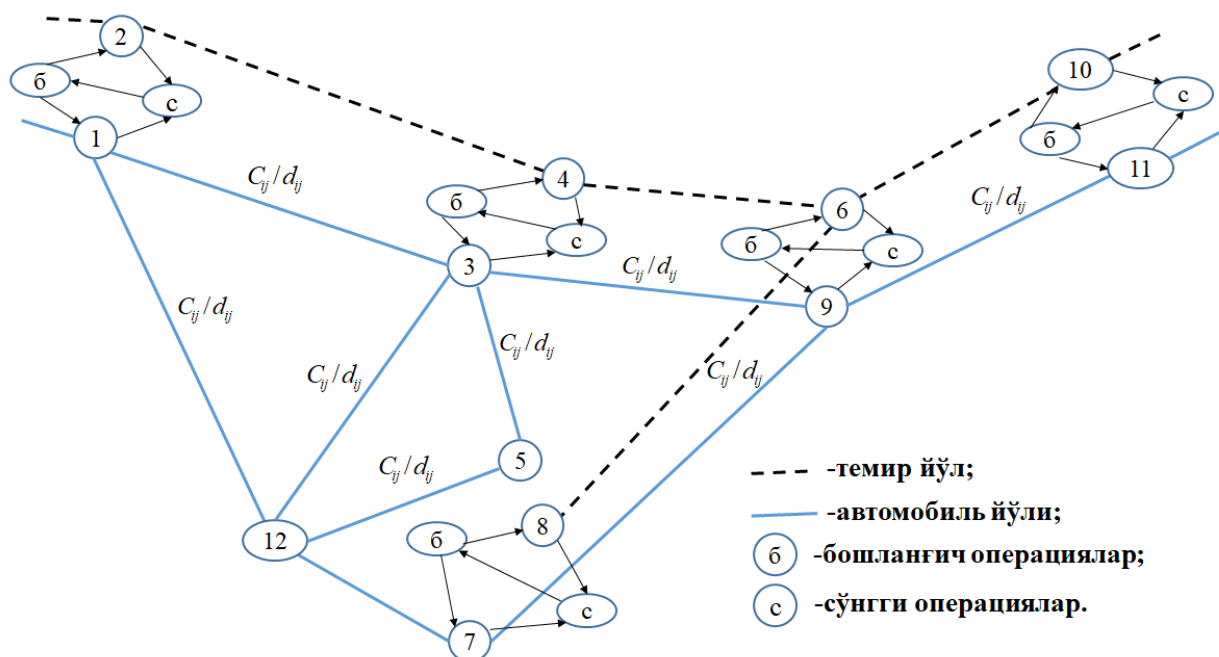 2
б
с
1
10
с
б
11
C_ij/d_ij
4
б
с
3
6
б
с
9
C_ij/d_ij
C_ij/d_ij
C_ij/d_ij
C_ij/d_ij
C_ij/d_ij
C_ij/d_ij
C_ij/d_ij
5
12
8
б
с
7
-темир йўл;
-автомобиль йўли;
б -бошланғич операциялар;
с -сўнгги операциялар.